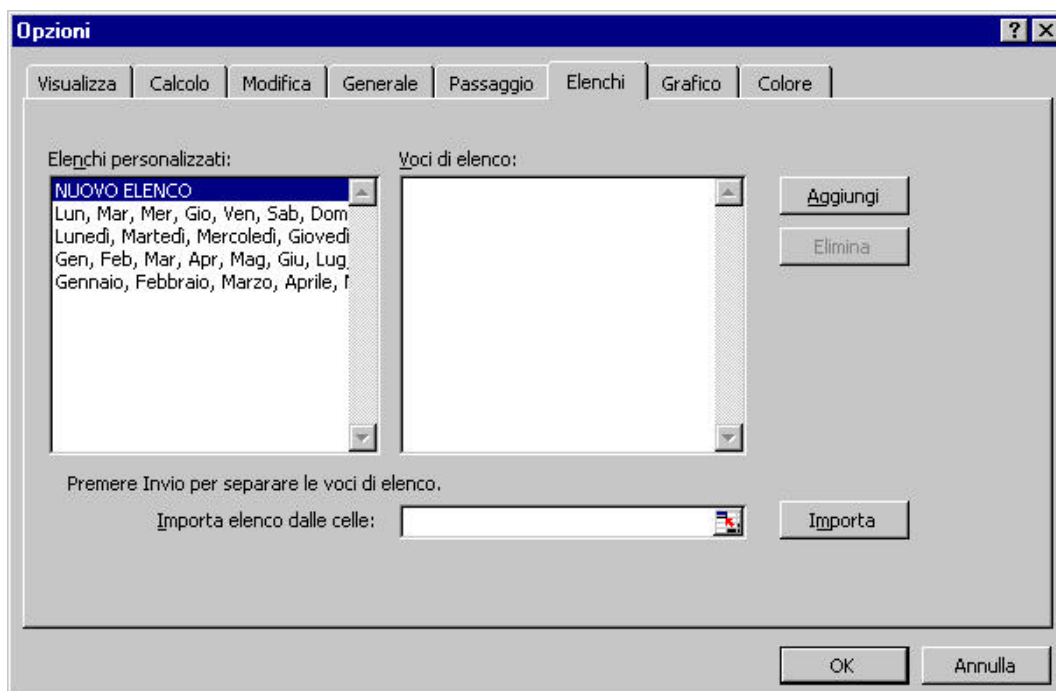 Opzioni
Visualizza Calcolo Modifica Generale Passaggio Elenchi Grafico Colore
Elenchi personalizzati: Voci di elenco:
NUOVO ELENCO
Lun, Mar, Mer, Gio, Ven, Sab, Dom
Lunedì, Martedì, Mercoledì, Giovedì
Gen, Feb, Mar, Apr, Mag, Giu, Lug,
Gennaio, Febbraio, Marzo, Aprile,
Aggiungi
Elimina
Premere Invio per separare le voci di elenco.
Importa elenco dalle celle: Importa
OK Annulla